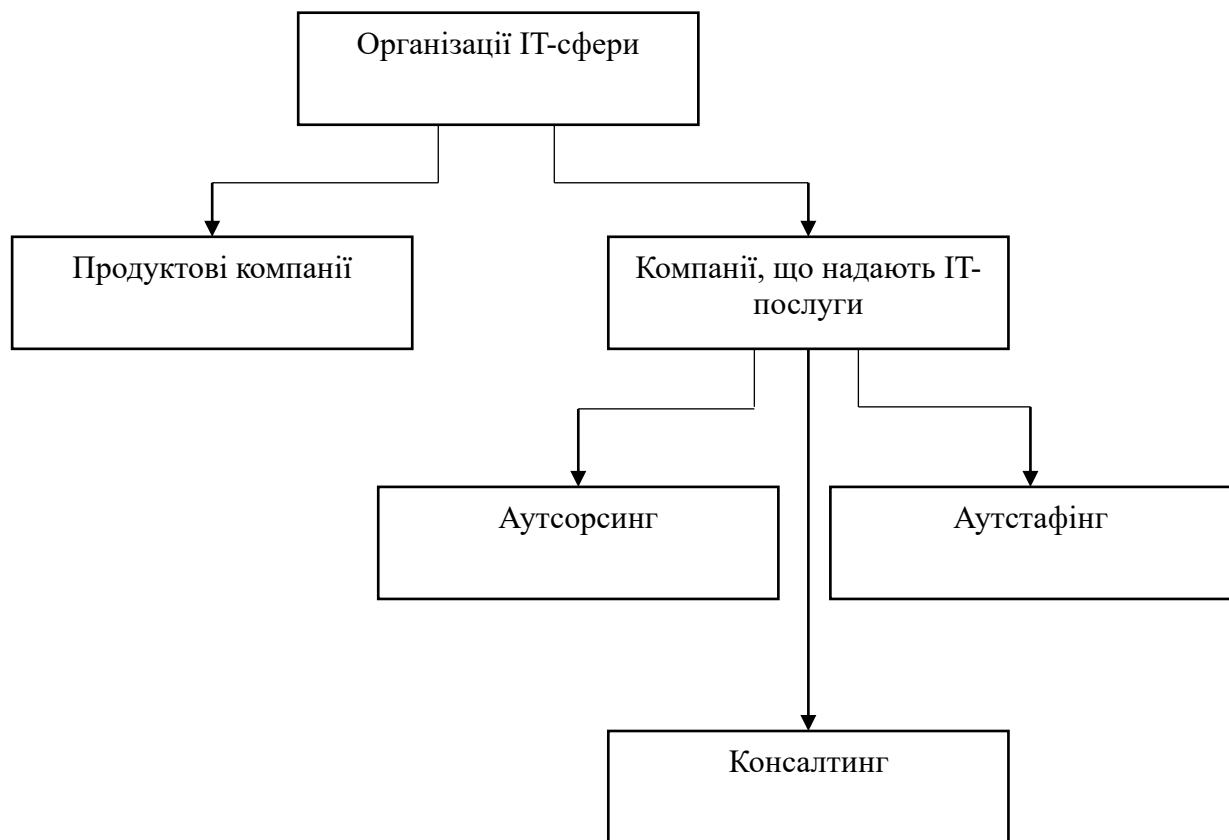 Організації ІТ-сфери
Продуктові компанії
Компанії, що надають ІТ-
послуги
Аутсорсинг
Аутстафінг
Консалтинг